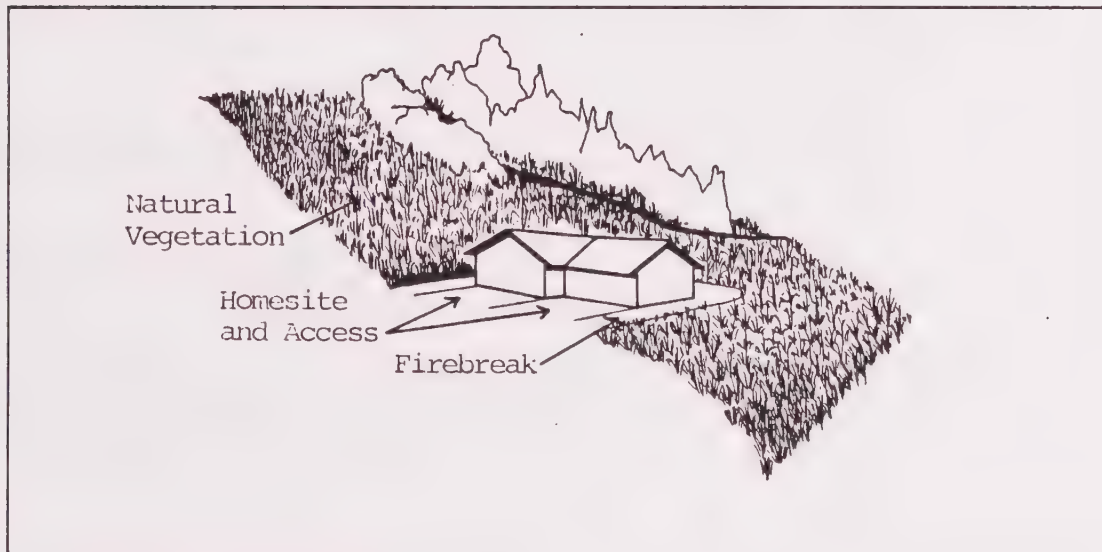 Natural
Vegetation
Homesite
and Access
Firebreak